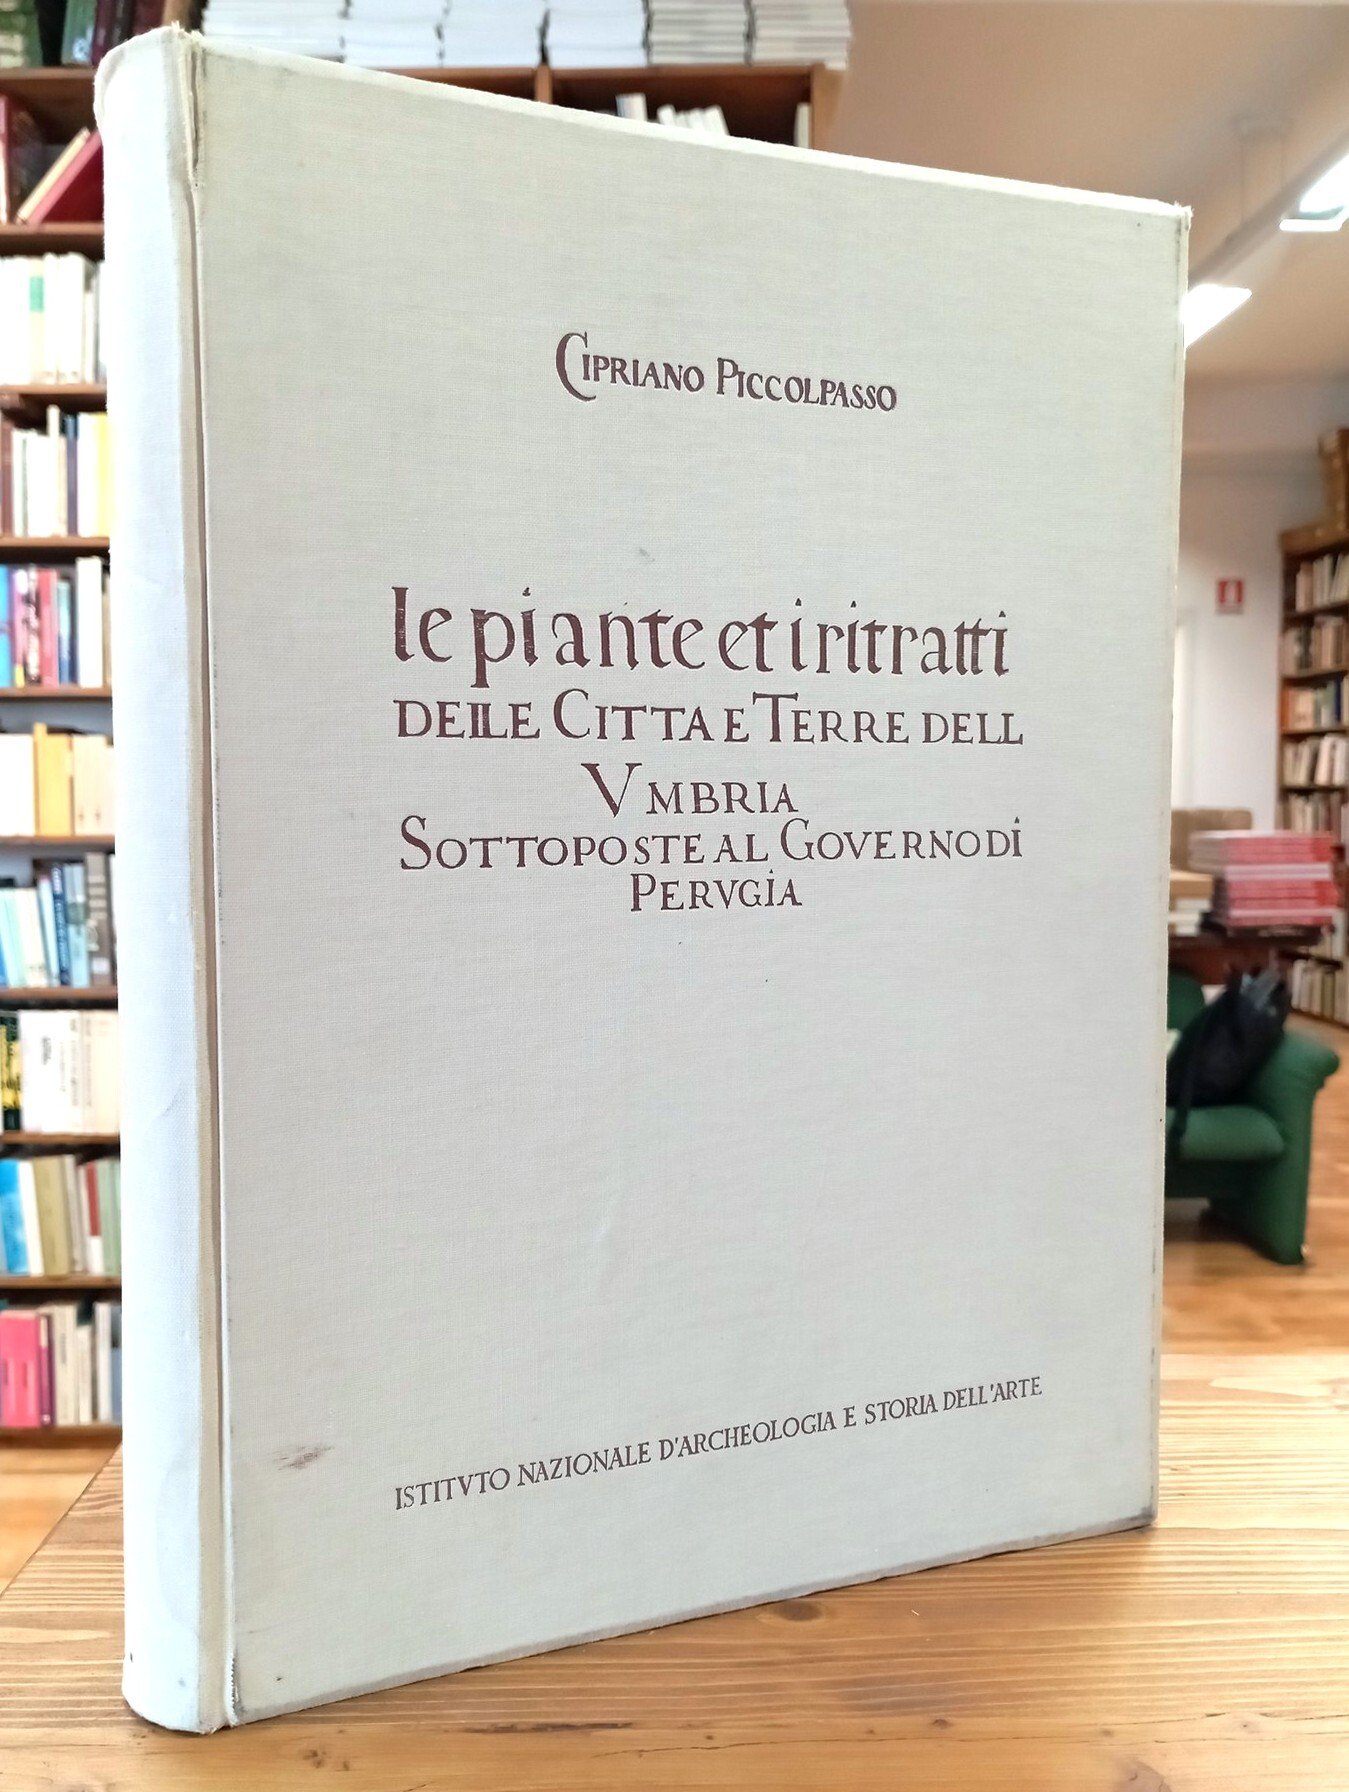 CIPRIANO PICCOLPASSO
le piante et i ritratti
DELLE CITTA E TERRE DELL
VMBRIA
SOTTOPOSTE AL GOVERNO DI
PERVGIA
ISTITVTO NAZIONALE D'ARCHEOLOGIA E STORIA DELL'ARTE